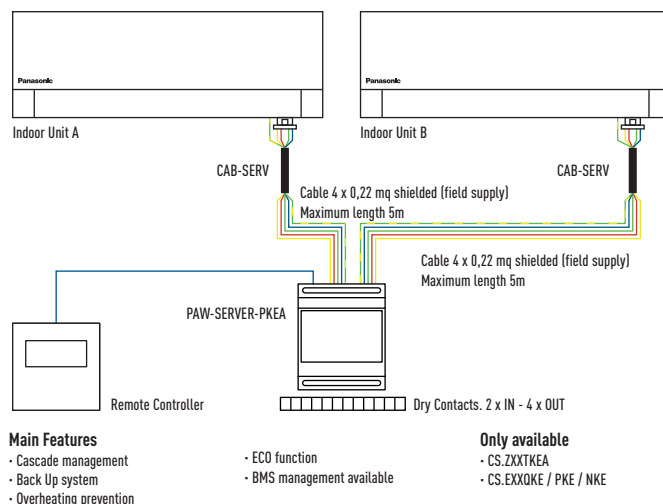 Panasonic
Panasonic
Indoor Unit A
Indoor Unit B
CAB-SERV
CAB-SERV
Cable 4 x 0,22 mq shielded (field supply)
Maximum length 5m
Cable 4 x 0,22 mq shielded (field supply)
Maximum length 5m
PAW-SERVER-PKEA
Remote Controller
Dry Contacts. 2 x IN - 4 x OUT
Main Features
· Cascade management
· Back Up system
· Overheating prevention
· ECO function
· BMS management available
Only available
· CS.ZXXTKEA
· CS.EXXQKE / PKE / NKE